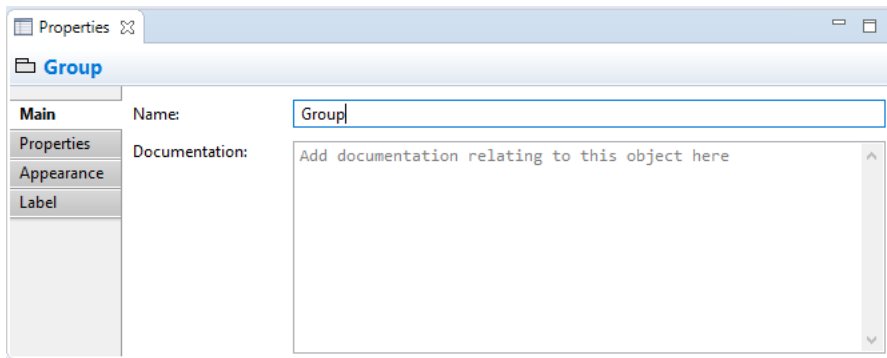 Properties
Group
Main
Name:
Group
Properties
Documentation:
Add documentation relating to this object here
Appearance
Label